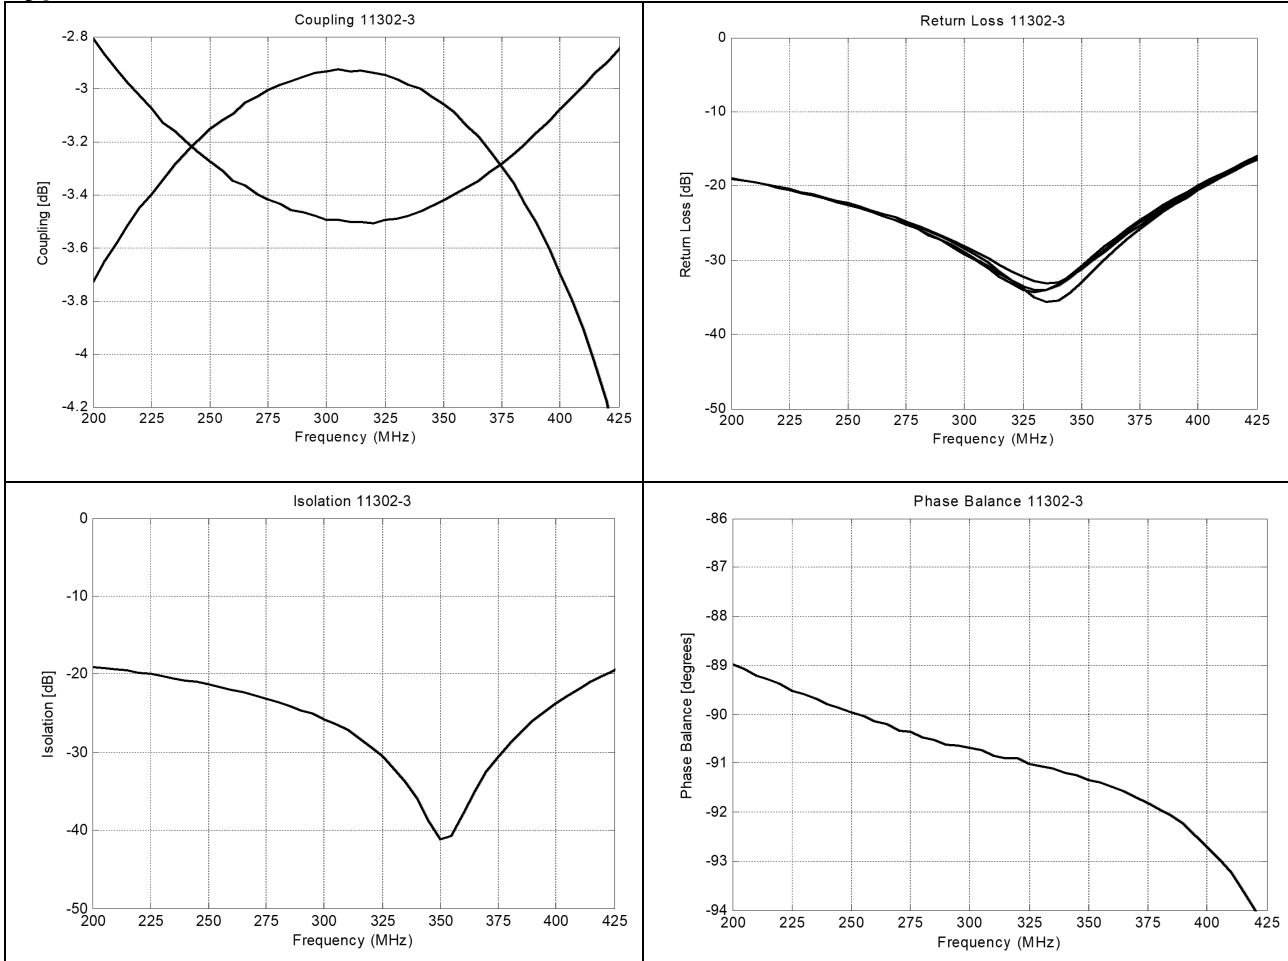 Coupling 11302-3
Coupling [dB]
-2.8
-3
-3.2
-3.4
-3.6
-3.8
-4
-4.2
200 225 250 275 300 325 350 375 400 425
Frequency (MHz)
Return Loss 11302-3
Return Loss [dB]
0
-10
-20
-30
-40
-50
200 225 250 275 300 325 350 375 400 425
Frequency (MHz)
Isolation 11302-3
Isolation [dB]
0
-10
-20
-30
-40
-50
200 225 250 275 300 325 350 375 400 425
Frequency (MHz)
Phase Balance 11302-3
Phase Balance [degrees]
-86
-87
-88
-89
-90
-91
-92
-93
-94
200 225 250 275 300 325 350 375 400 425
Frequency (MHz)